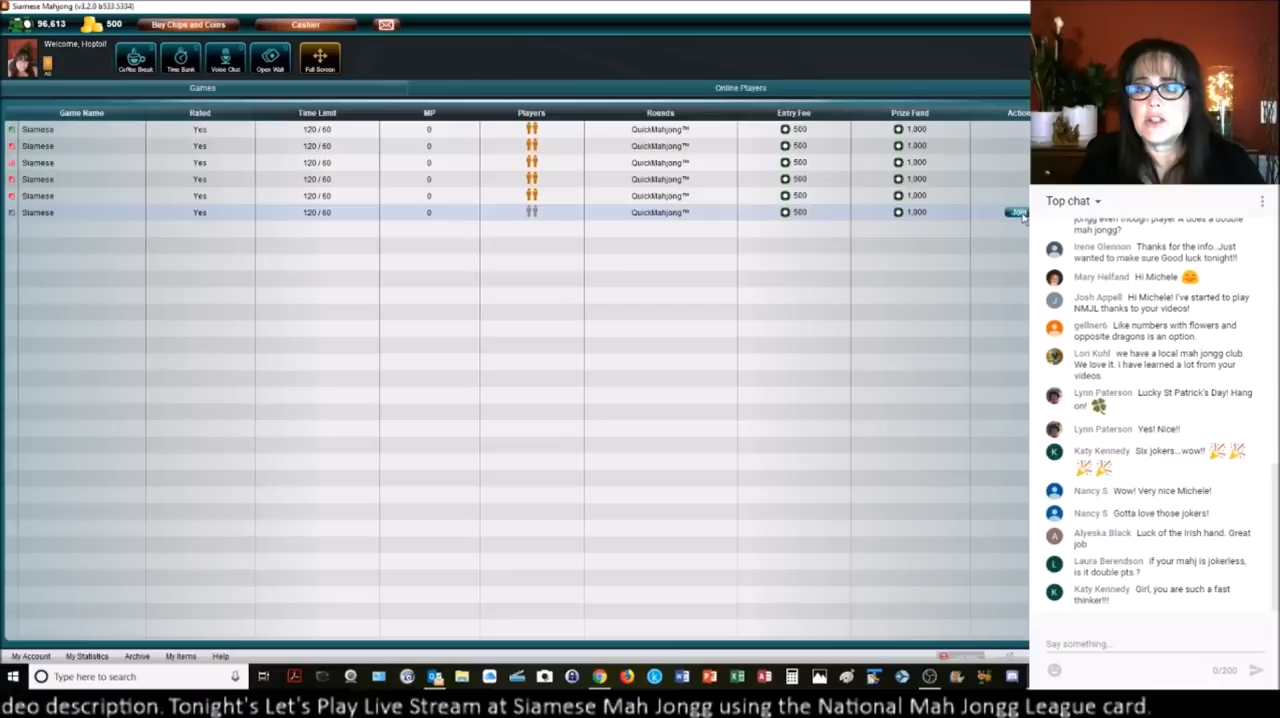 Siamese Mahjong (v3.2.0 b533.5334)
96,613 500 Buy Chips and Coins Cashier
Welcome, Hoptoi!
Coffee Break Time Bank Voice Chat Open Wall Full Screen
Games Online Players
Game Name Rated Time Limit MP Players Rounds Entry Fee Prize Fund Action
Siamese Yes 120 / 60 0 QuickMahjong™ 500 1,000
Siamese Yes 120 / 60 0 QuickMahjong™ 500 1,000
Siamese Yes 120 / 60 0 QuickMahjong™ 500 1,000
Siamese Yes 120 / 60 0 QuickMahjong™ 500 1,000
Siamese Yes 120 / 60 0 QuickMahjong™ 500 1,000
Siamese Yes 120 / 60 0 QuickMahjong™ 500 1,000 Join
My Account My Statistics Archive My Items Help
Type here to search
Top chat
jongg even though player A does a double
mah jongg?
Irene Glennon Thanks for the info..Just
wanted to make sure Good luck tonight!!
Mary Helfand Hi Michele
Josh Appell Hi Michele! I've started to play
NMJL thanks to your videos!
gellner6 Like numbers with flowers and
opposite dragons is an option.
Lori Kuhl we have a local mah jongg club.
We love it. I have learned a lot from your
videos.
Lynn Paterson Lucky St Patrick's Day! Hang
on!
Lynn Paterson Yes! Nice!!
Katy Kennedy Six jokers...wow!!
Nancy S Wow! Very nice Michele!
Nancy S Gotta love those jokers!
Alyeska Black Luck of the Irish hand. Great
job
Laura Berendson if your mahj is jokerless,
is it double pts.?
Katy Kennedy Girl, you are such a fast
thinker!!!
Say something...
0/200
deo description. Tonight's Let's Play Live Stream at Siamese Mah Jongg using the National Mah Jongg League card.